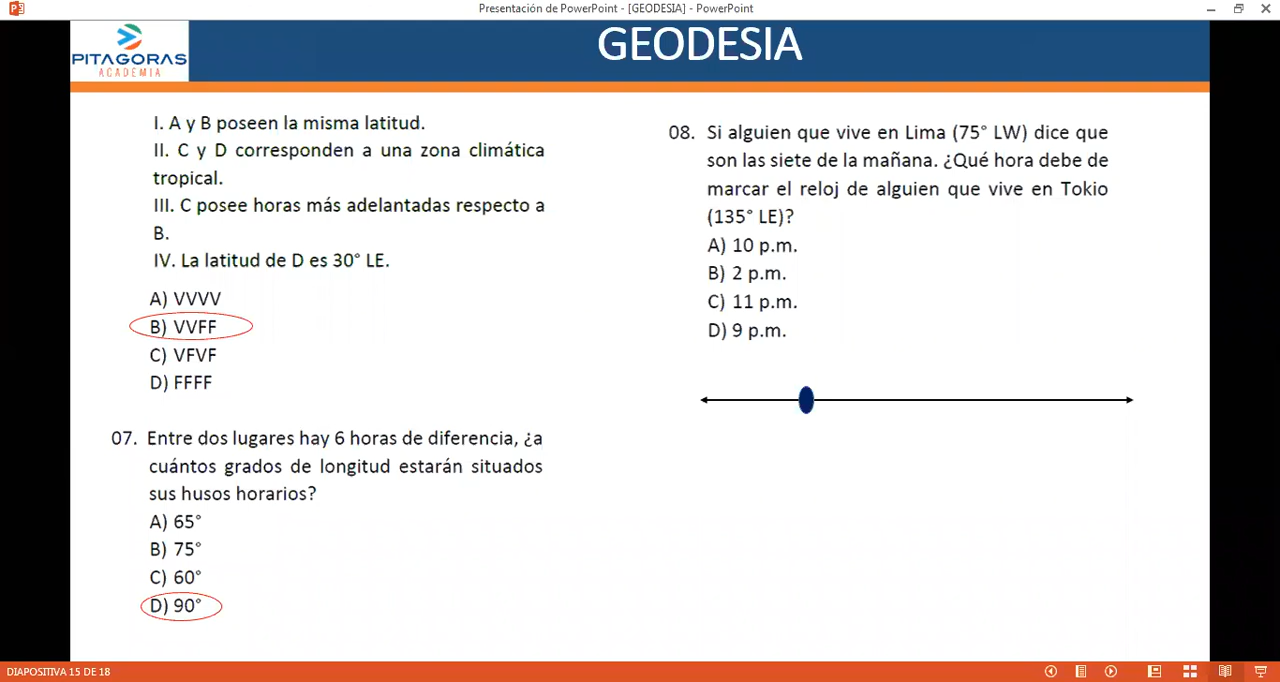 Presentación de PowerPoint - [GEODESIA] - PowerPoint
PITAGORAS
ACADEMIA
GEODESIA
I. A y B poseen la misma latitud.
II. C y D corresponden a una zona climática
tropical.
III. C posee horas más adelantadas respecto a
B.
IV. La latitud de D es 30° LE.
A) VVVV
B) VVFF
C) VFVF
D) FFFF
07. Entre dos lugares hay 6 horas de diferencia, ¿a
cuántos grados de longitud estarán situados
sus husos horarios?
A) 65°
B) 75°
C) 60°
D) 90°
08. Si alguien que vive en Lima (75° LW) dice que
son las siete de la mañana. ¿Qué hora debe de
marcar el reloj de alguien que vive en Tokio
(135° LE)?
A) 10 p.m.
B) 2 p.m.
C) 11 p.m.
D) 9 p.m.
DIAPOSITIVA 15 DE 18